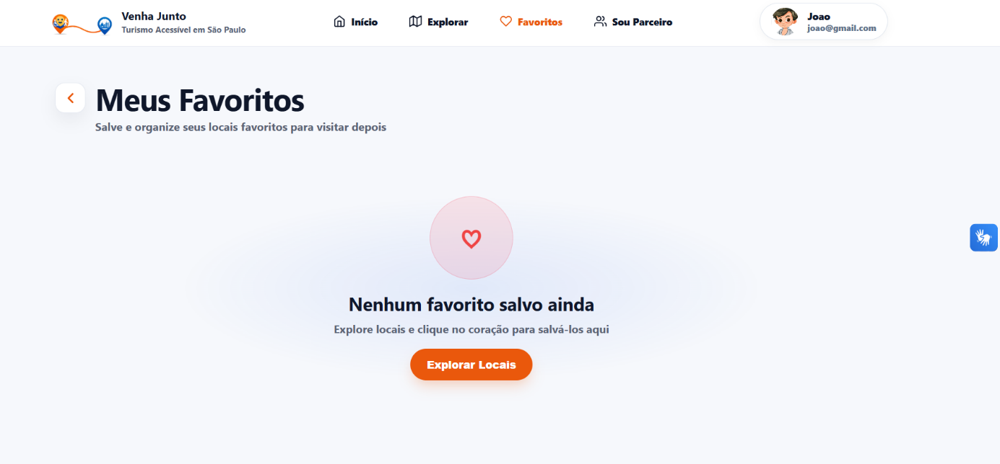 Venha Junto
Turismo Acessível em São Paulo
Início
Explorar
Favoritos
Sou Parceiro
Joao
joao@gmail.com
Meus Favoritos
Salve e organize seus locais favoritos para visitar depois
Nenhum favorito salvo ainda
Explore locais e clique no coração para salvá-los aqui
Explorar Locais